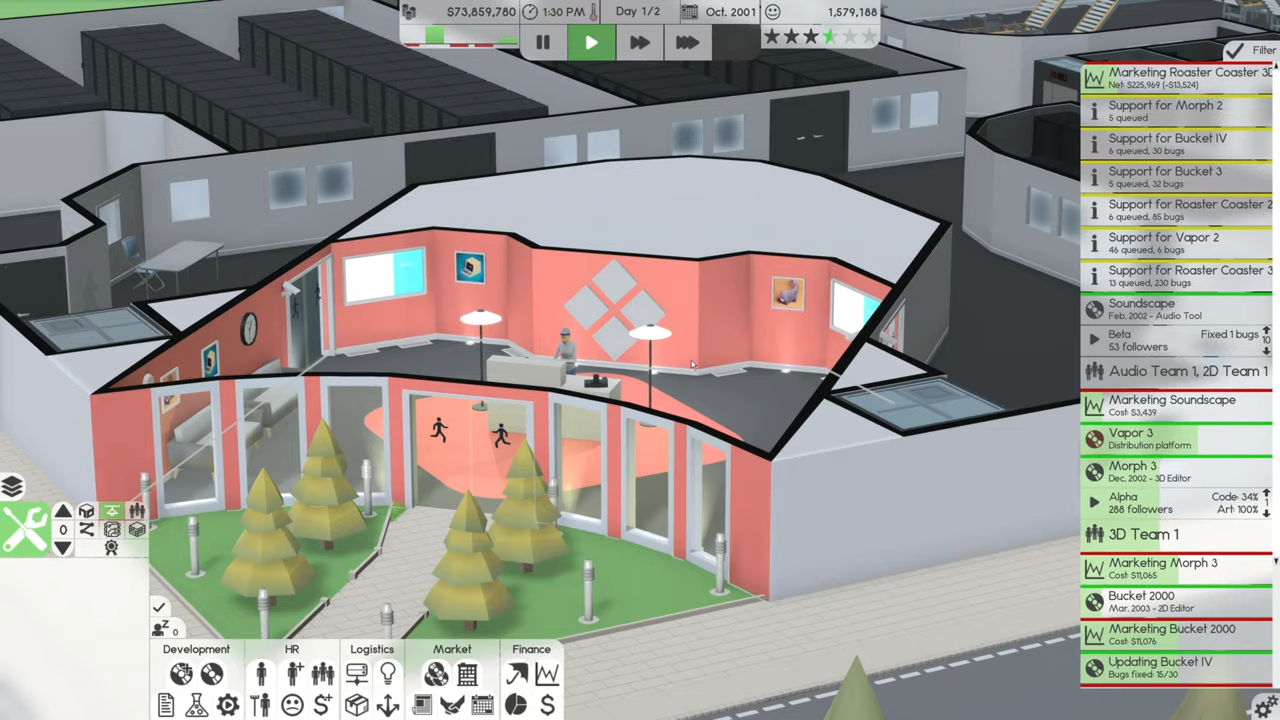 $73,859,780
1:30 PM
Day 1/2
Oct. 2001
1,579,188
Filter
Marketing Roaster Coaster 3D
Net: $225,969 (-$13,524)
Support for Morph 2
5 queued
Support for Bucket IV
6 queued, 30 bugs
Support for Bucket 3
5 queued, 32 bugs
Support for Roaster Coaster 2
6 queued, 85 bugs
Support for Vapor 2
46 queued, 6 bugs
Support for Roaster Coaster 3
13 queued, 230 bugs
Soundscape
Feb. 2002 - Audio Tool
Beta
Fixed 1 bugs
53 followers
10
Audio Team 1, 2D Team 1
Marketing Soundscape
Cost: $3,439
Vapor 3
Distribution platform
Morph 3
Dec. 2002 - 3D Editor
Alpha
Code: 34%
288 followers
Art: 100%
1
3D Team 1
Marketing Morph 3
Cost: $11,065
Bucket 2000
Mar. 2003 - 2D Editor
Marketing Bucket 2000
Cost: $11,076
Updating Bucket IV
Bugs fixed: 15/30
0
Z 0
Development
HR
Logistics
Market
Finance